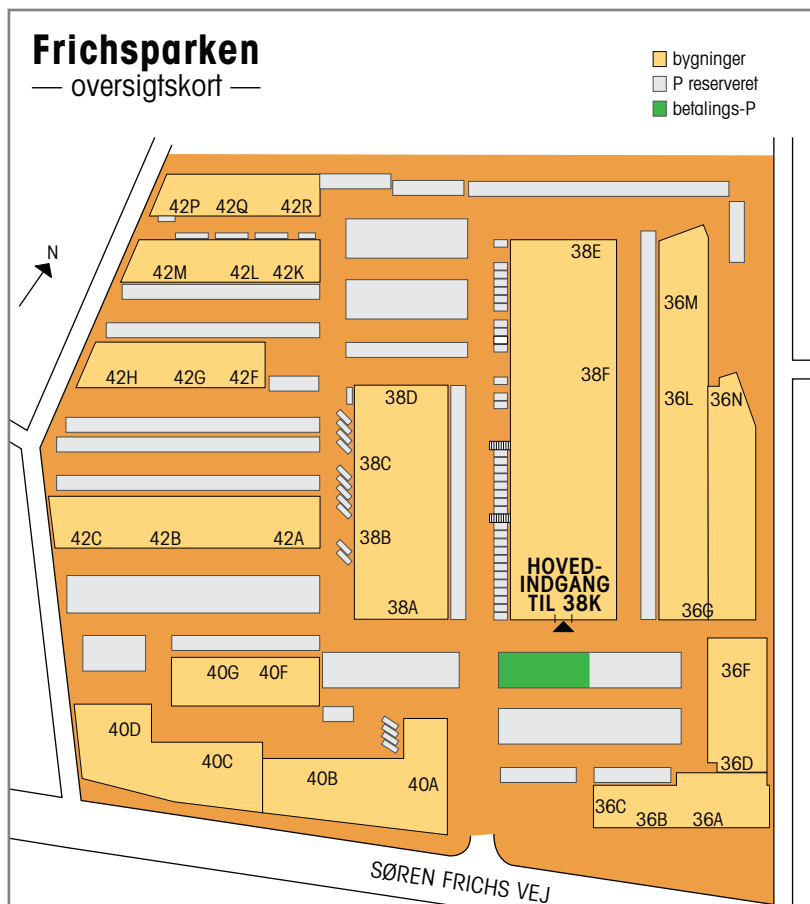 Frichsparken
— oversigtskort —
bygninger
P reserveret
betalings-P
N
42P 42Q 42R
42M 42L 42K
42H 42G 42F
42C 42B 42A
38D
38C
38B
38A
38E
38F
HOVED-
INDGANG
TIL 38K
36M
36L 36N
36G
36F
36D
36C
36B 36A
40G 40F
40D
40C
40B 40A
SØREN FRICHS VEJ